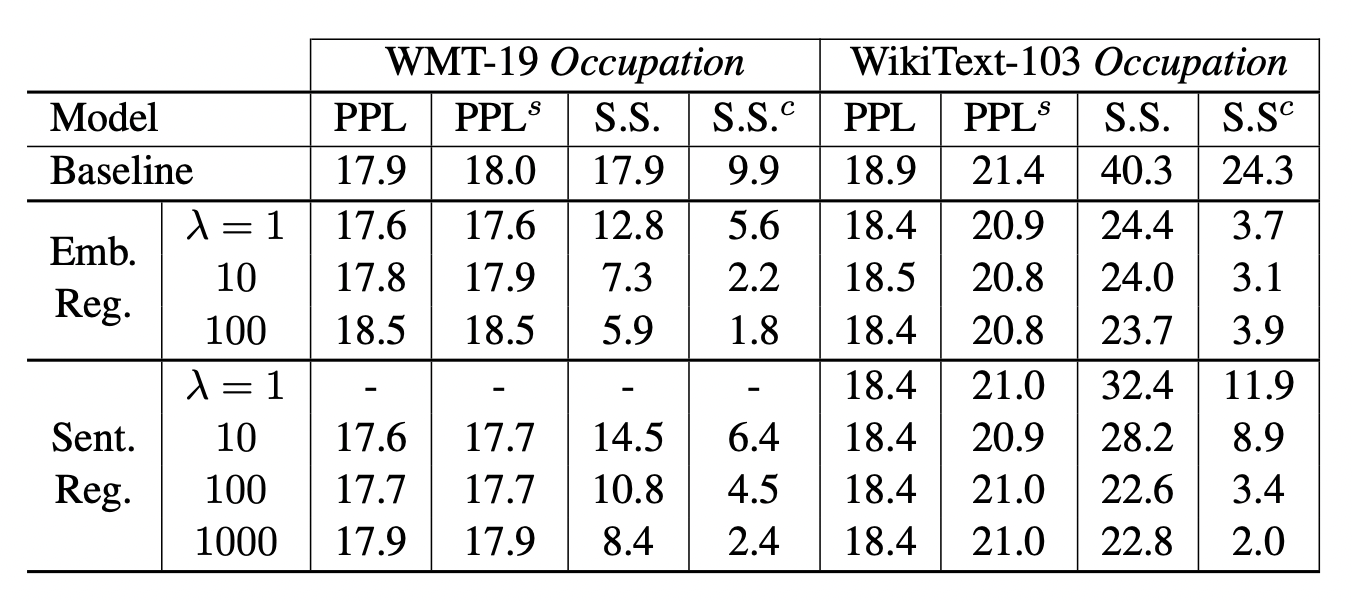 WMT-19 Occupation WikiText-103 Occupation
Model PPL PPL^s S.S. S.S.^c PPL PPL^s S.S. S.S^c
Baseline 17.9 18.0 17.9 9.9 18.9 21.4 40.3 24.3
Emb. Reg. λ = 1 17.6 17.6 12.8 5.6 18.4 20.9 24.4 3.7
10 17.8 17.9 7.3 2.2 18.5 20.8 24.0 3.1
100 18.5 18.5 5.9 1.8 18.4 20.8 23.7 3.9
Sent. Reg. λ = 1 - - - - 18.4 21.0 32.4 11.9
10 17.6 17.7 14.5 6.4 18.4 20.9 28.2 8.9
100 17.7 17.7 10.8 4.5 18.4 21.0 22.6 3.4
1000 17.9 17.9 8.4 2.4 18.4 21.0 22.8 2.0